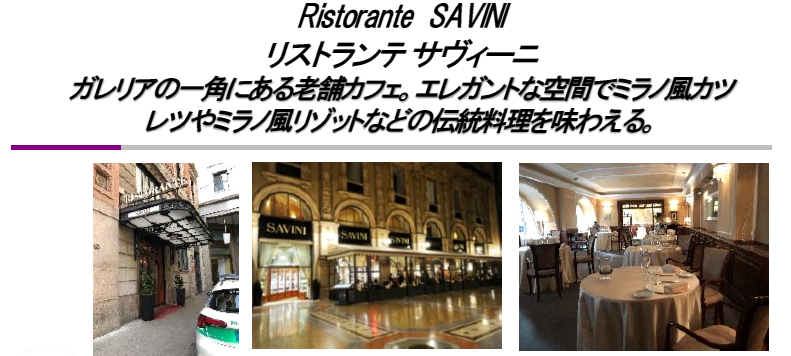 Ristorante SAVINI
リストランテ サヴィーニ
ガレリアの一角にある老舗カフェ。エレガントな空間でミラノ風カツ
レツやミラノ風リゾットなどの伝統料理を味わえる。
RISTORANTE
SAVINI
SAVINI
SAVINI